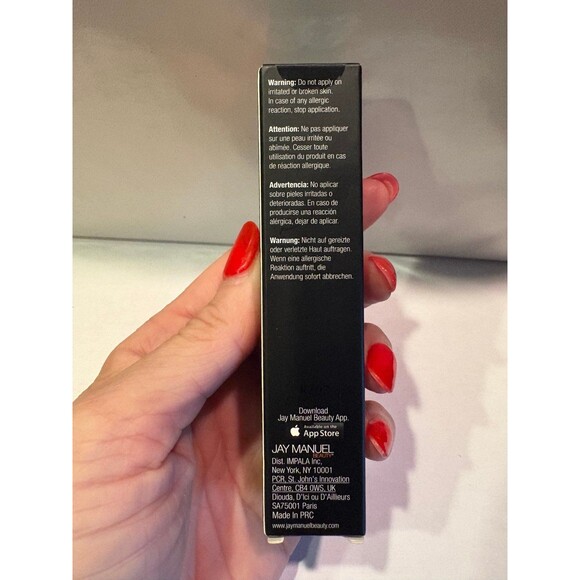 Warning: Do not apply on
irritated or broken skin.
In case of any allergic
reaction, stop application.
Attention: Ne pas appliquer
sur une peau irritée ou
abîmée. Cesser toute
utilisation du produit en cas
de réaction allergique.
Advertencia: No aplicar
sobre pieles irritadas o
deterioradas. En caso de
producirse una reacción
alérgica, dejar de aplicar.
Warnung: Nicht auf gereizte
oder verletzte Haut auftragen.
Wenn eine allergische
Reaktion auftritt, die
Anwendung sofort abbrechen.
Download
Jay Manuel Beauty App.
Available on the
App Store
JAY MANUEL
BEAUTY
Dist. IMPALA Inc.
New York, NY 10001
PCR, St. John's Innovation
Centre, CB4 0WS, UK
Diouda, D'Ici ou D'Ailleurs
SA75001 Paris
Made In PRC
www.jaymanuelbeauty.com